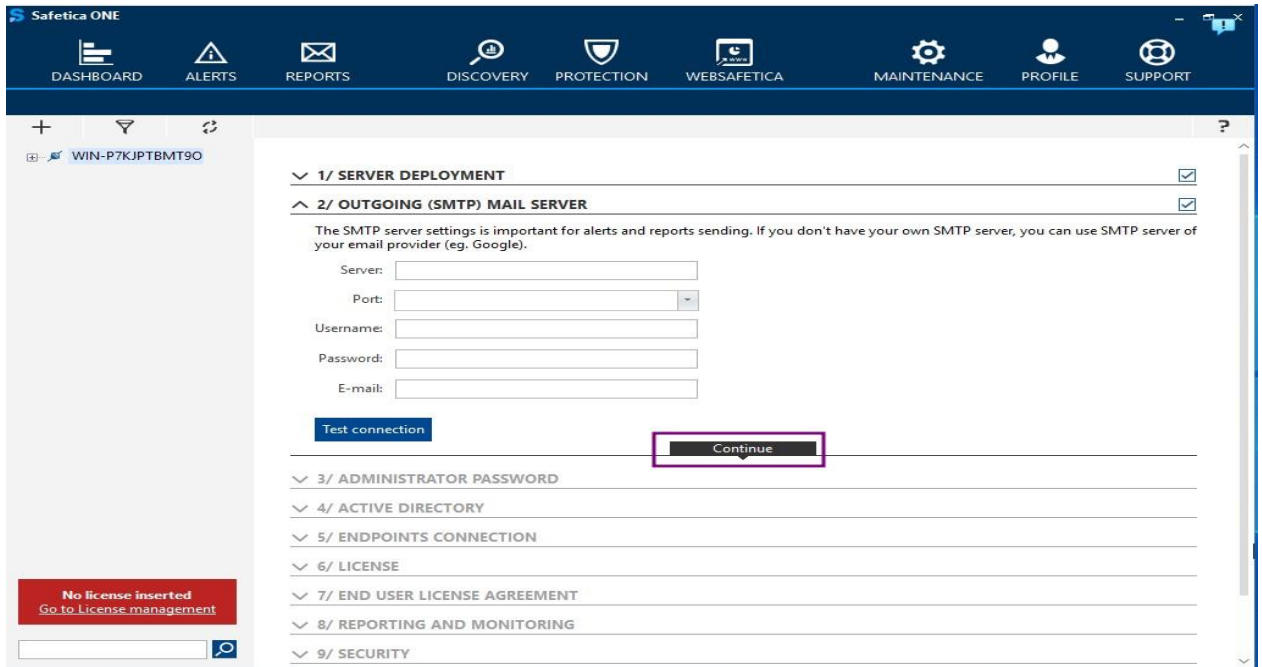 Safetica ONE
DASHBOARD ALERTS REPORTS DISCOVERY PROTECTION WEBSAFETICA MAINTENANCE PROFILE SUPPORT
?
WIN-P7KJPTBMT9O
1/ SERVER DEPLOYMENT
2/ OUTGOING (SMTP) MAIL SERVER
The SMTP server settings is important for alerts and reports sending. If you don't have your own SMTP server, you can use SMTP server of
your email provider (eg. Google).
Server:
Port:
Username:
Password:
E-mail:
Test connection
Continue
3/ ADMINISTRATOR PASSWORD
4/ ACTIVE DIRECTORY
5/ ENDPOINTS CONNECTION
6/ LICENSE
7/ END USER LICENSE AGREEMENT
8/ REPORTING AND MONITORING
9/ SECURITY
No license inserted
Go to License management